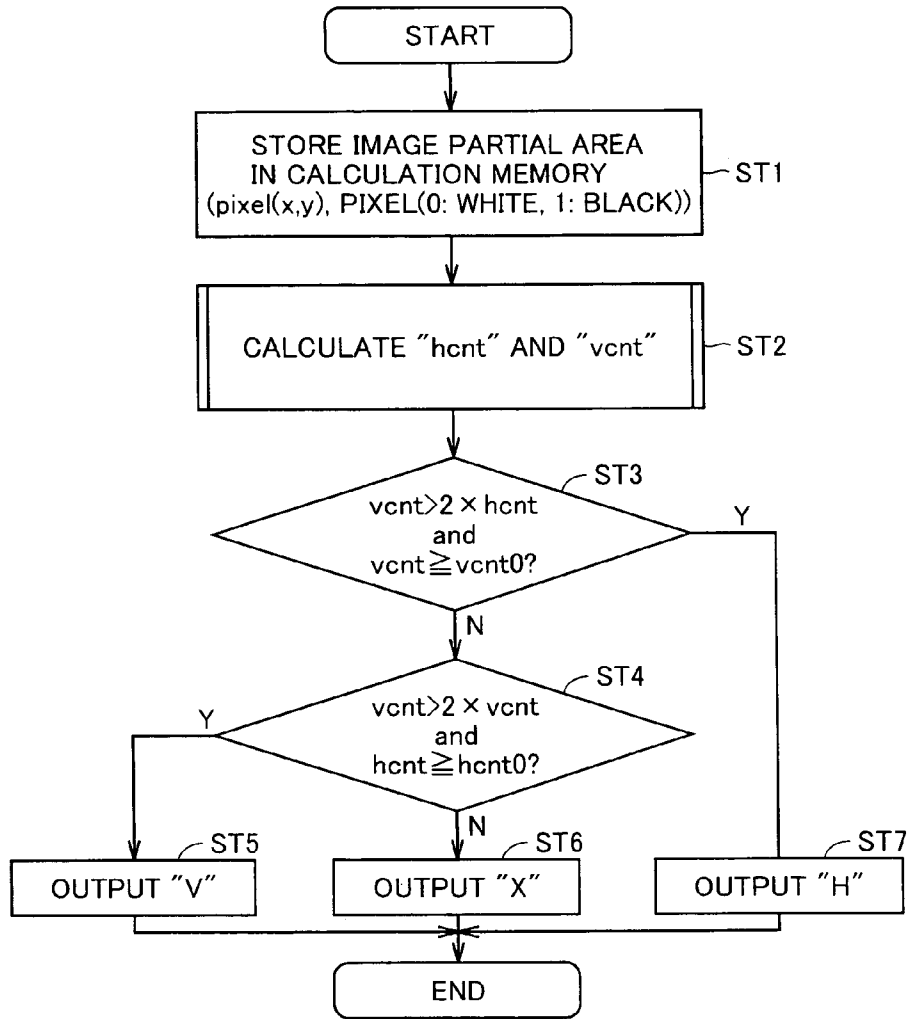 START
STORE IMAGE PARTIAL AREA
IN CALCULATION MEMORY
(pixel(x,y), PIXEL(0: WHITE, 1: BLACK))
ST1
CALCULATE "hcnt" AND "vcnt"
ST2
ST3
vcnt>2 × hcnt
and
vcnt≧vcnt0?
Y
N
ST4
vcnt>2 × vcnt
and
hcnt≧hcnt0?
Y
N
ST5
OUTPUT "V"
ST6
OUTPUT "X"
ST7
OUTPUT "H"
END